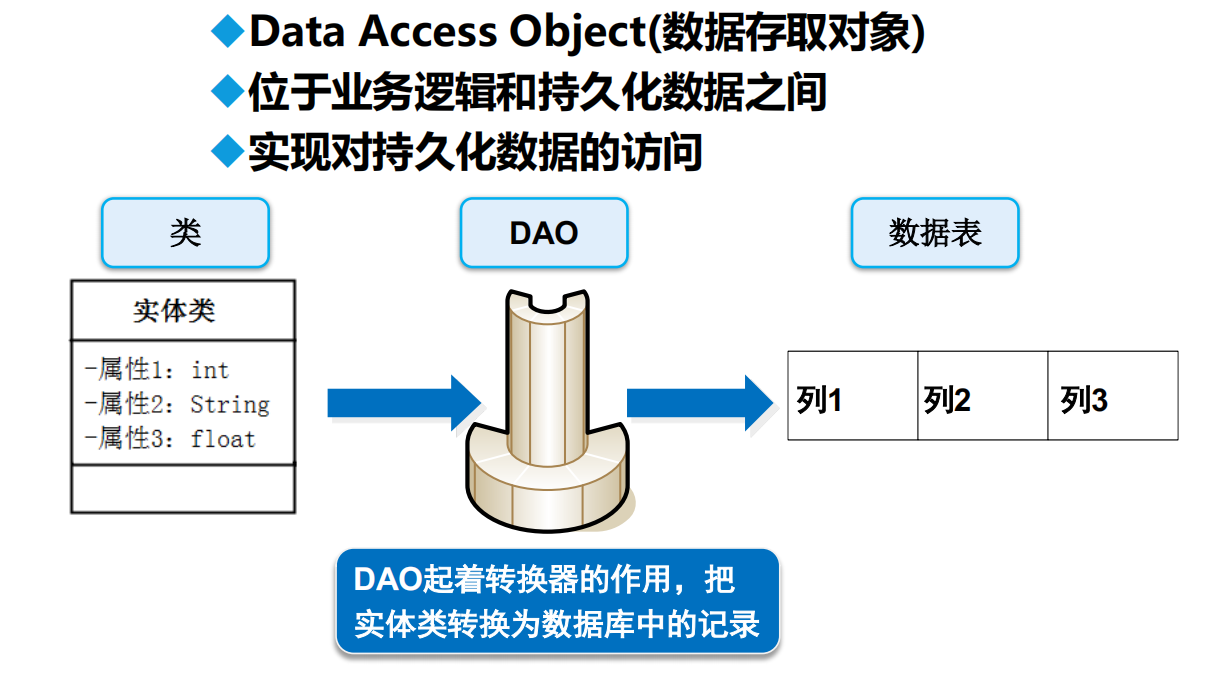 Data Access Object(数据存取对象)
位于业务逻辑和持久化数据之间
实现对持久化数据的访问
类
DAO
数据表
实体类
-属性1: int
-属性2: String
-属性3: float
列1
列2
列3
DAO起着转换器的作用，把
实体类转换为数据库中的记录